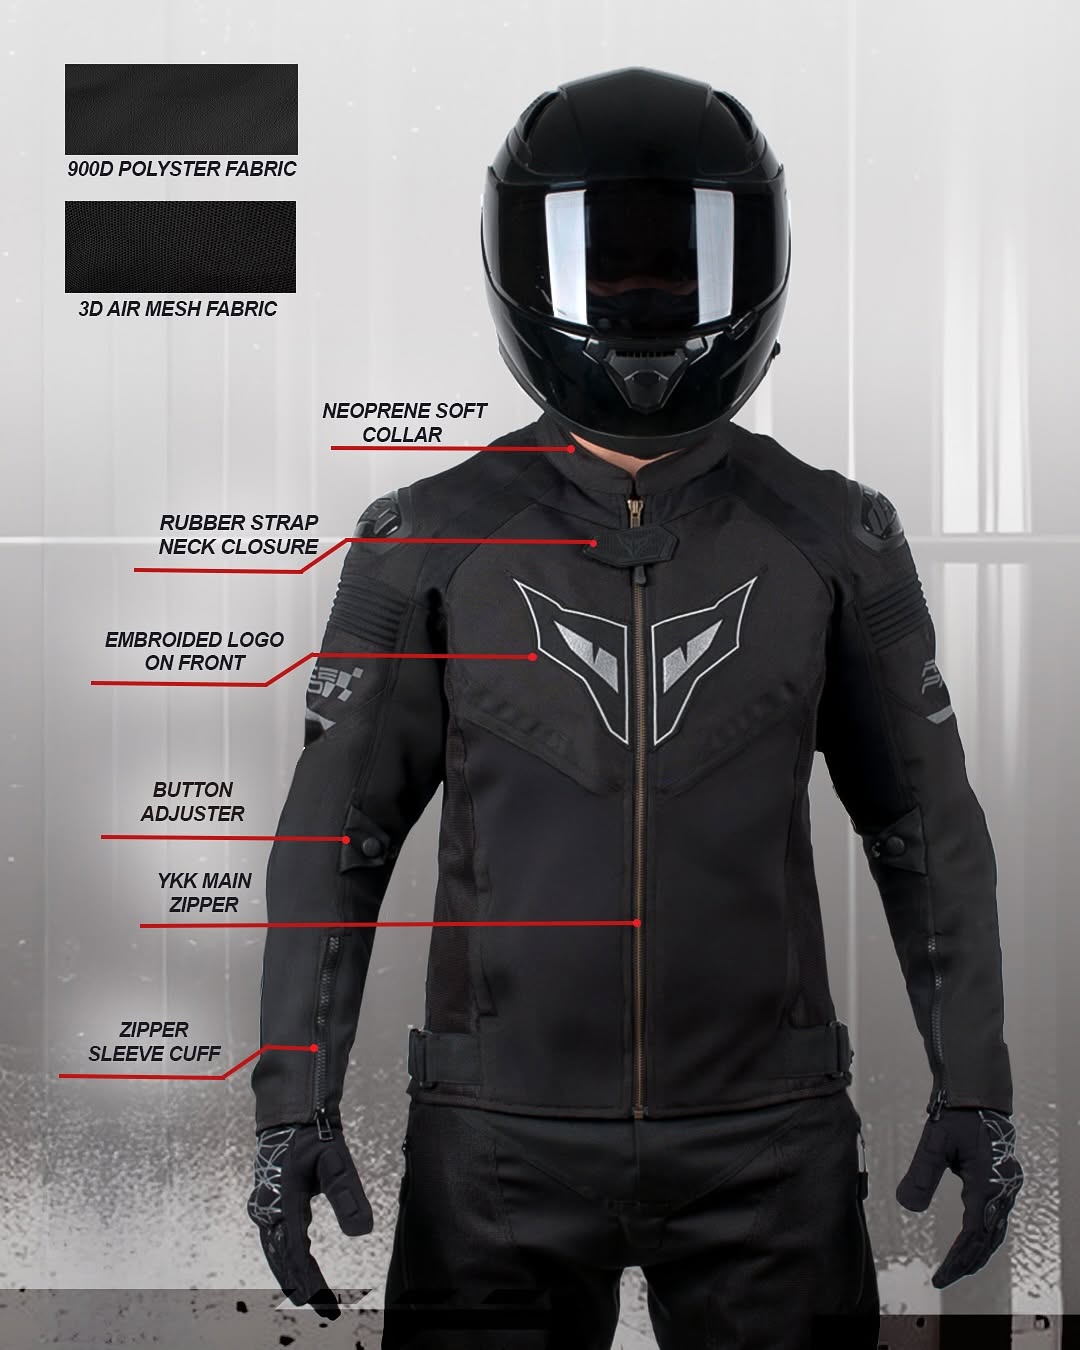 900D POLYSTER FABRIC
3D AIR MESH FABRIC
NEOPRENE SOFT
COLLAR
RUBBER STRAP
NECK CLOSURE
EMBROIDED LOGO
ON FRONT
BUTTON
ADJUSTER
YKK MAIN
ZIPPER
ZIPPER
SLEEVE CUFF